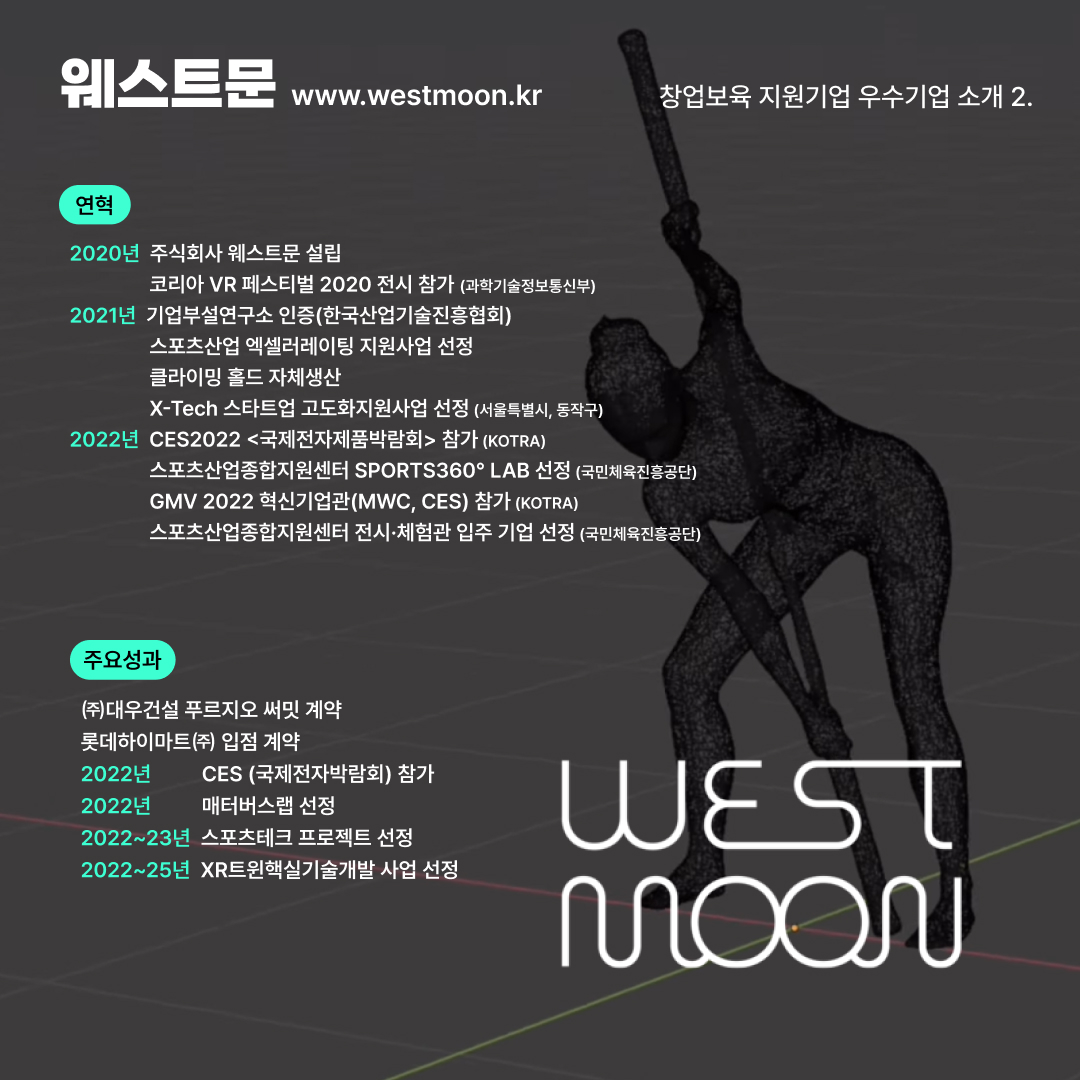 웨스트문 www.westmoon.kr 창업보육 지원기업 우수기업 소개 2.
연혁
2020년 주식회사 웨스트문 설립
코리아 VR 페스티벌 2020 전시 참가 (과학기술정보통신부)
2021년 기업부설연구소 인증(한국산업기술진흥협회)
스포츠산업 엑셀러레이팅 지원사업 선정
클라이밍 홀드 자체생산
X-Tech 스타트업 고도화지원사업 선정 (서울특별시, 동작구)
2022년 CES2022 <국제전자제품박람회> 참가 (KOTRA)
스포츠산업종합지원센터 SPORTS360° LAB 선정 (국민체육진흥공단)
GMV 2022 혁신기업관(MWC, CES) 참가 (KOTRA)
스포츠산업종합지원센터 전시·체험관 입주 기업 선정 (국민체육진흥공단)
주요성과
㈜대우건설 푸르지오 써밋 계약
롯데하이마트㈜ 입점 계약
2022년 CES (국제전자박람회) 참가
2022년 매터버스랩 선정
2022~23년 스포츠테크 프로젝트 선정
2022~25년 XR트윈핵실기술개발 사업 선정
WEST
MOON